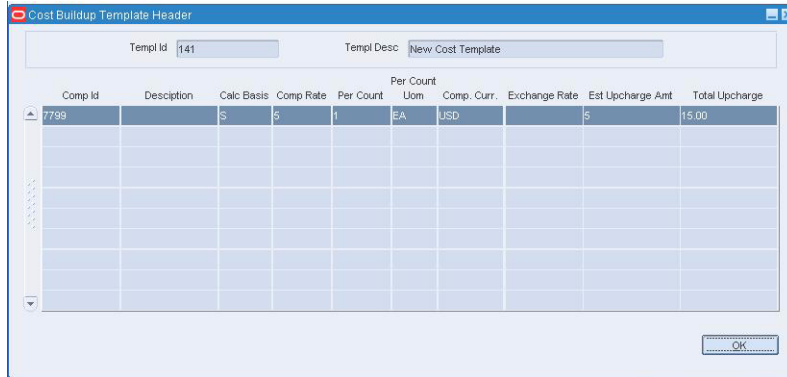 Cost Buildup Template Header
Templ Id 141 Templ Desc New Cost Template
Per Count
Comp Id Desciption Calc Basis Comp Rate Per Count Uom Comp. Curr. Exchange Rate Est Upcharge Amt Total Upcharge
7799 S 5 1 EA USD 5 15.00
OK